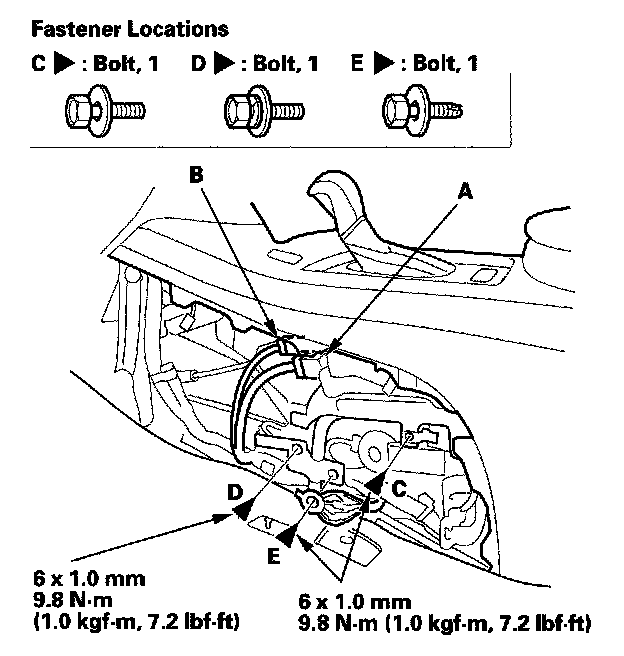 Fastener Locations
C ▶ : Bolt, 1 D ▶ : Bolt, 1 E ▶ : Bolt, 1
B
A
D
C
E
6 x 1.0 mm
9.8 N·m
(1.0 kgf-m, 7.2 lbf-ft)
6 x 1.0 mm
9.8 N·m (1.0 kgf-m, 7.2 lbf-ft)